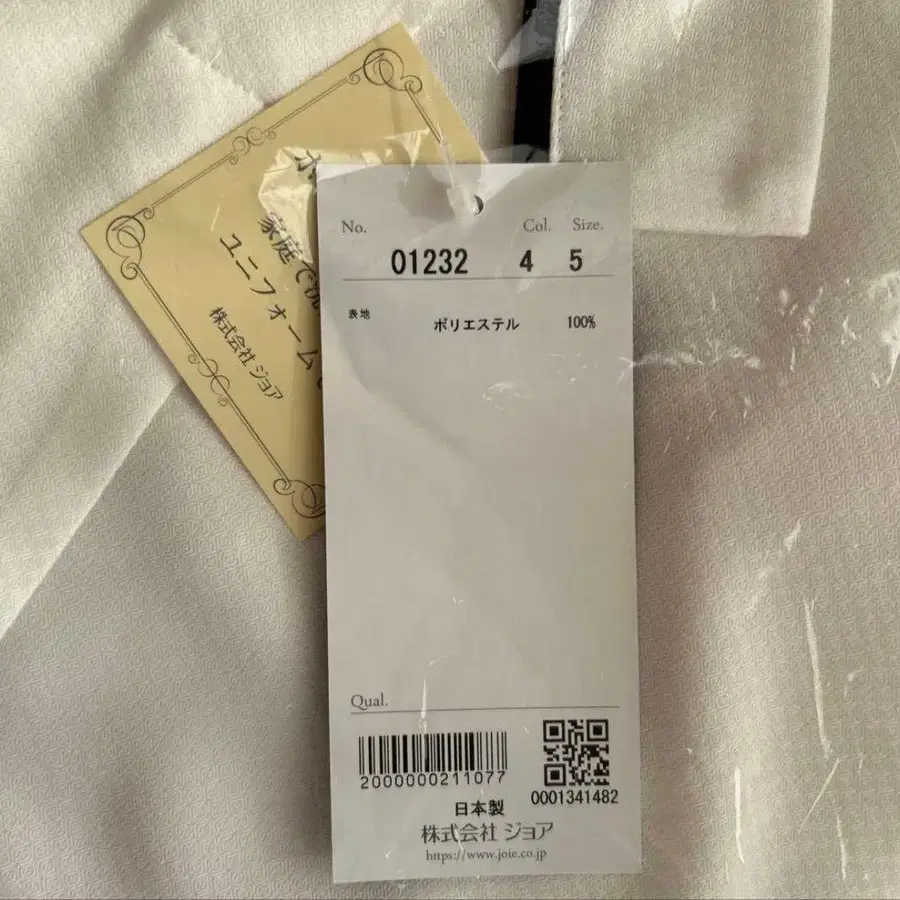 家庭で洗
ユニフォーム
株式会社 ジョア
No. Col. Size.
01232 4 5
表地 ポリエステル 100%
Qual.
2000000211077
0001341482
日本製
株式会社 ジョア
https://www.joie.co.jp